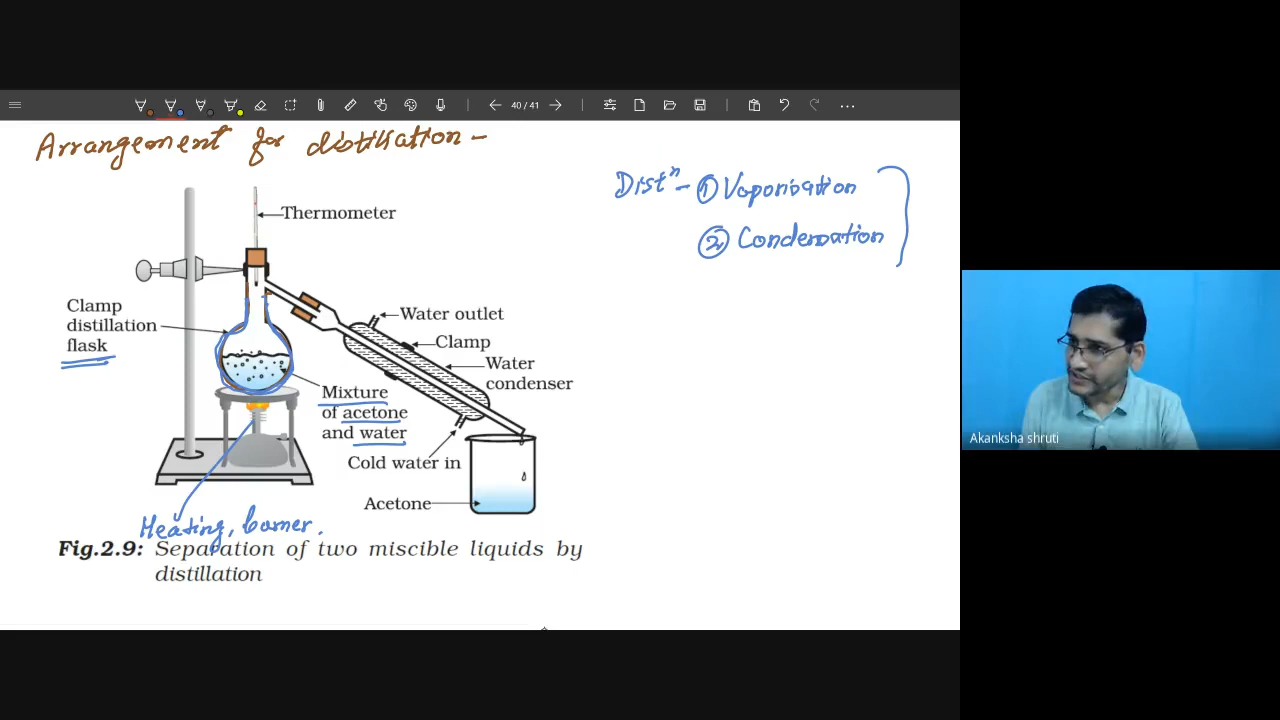 40/41
Arrangement for distillation -
Distⁿ - ① Vaporisation
② Condensation
Thermometer
Clamp
distillation
flask
Water outlet
Clamp
Water
condenser
Mixture
of acetone
and water
Cold water in
Acetone
Heating, burner.
Fig.2.9: Separation of two miscible liquids by
distillation
Akanksha shruti